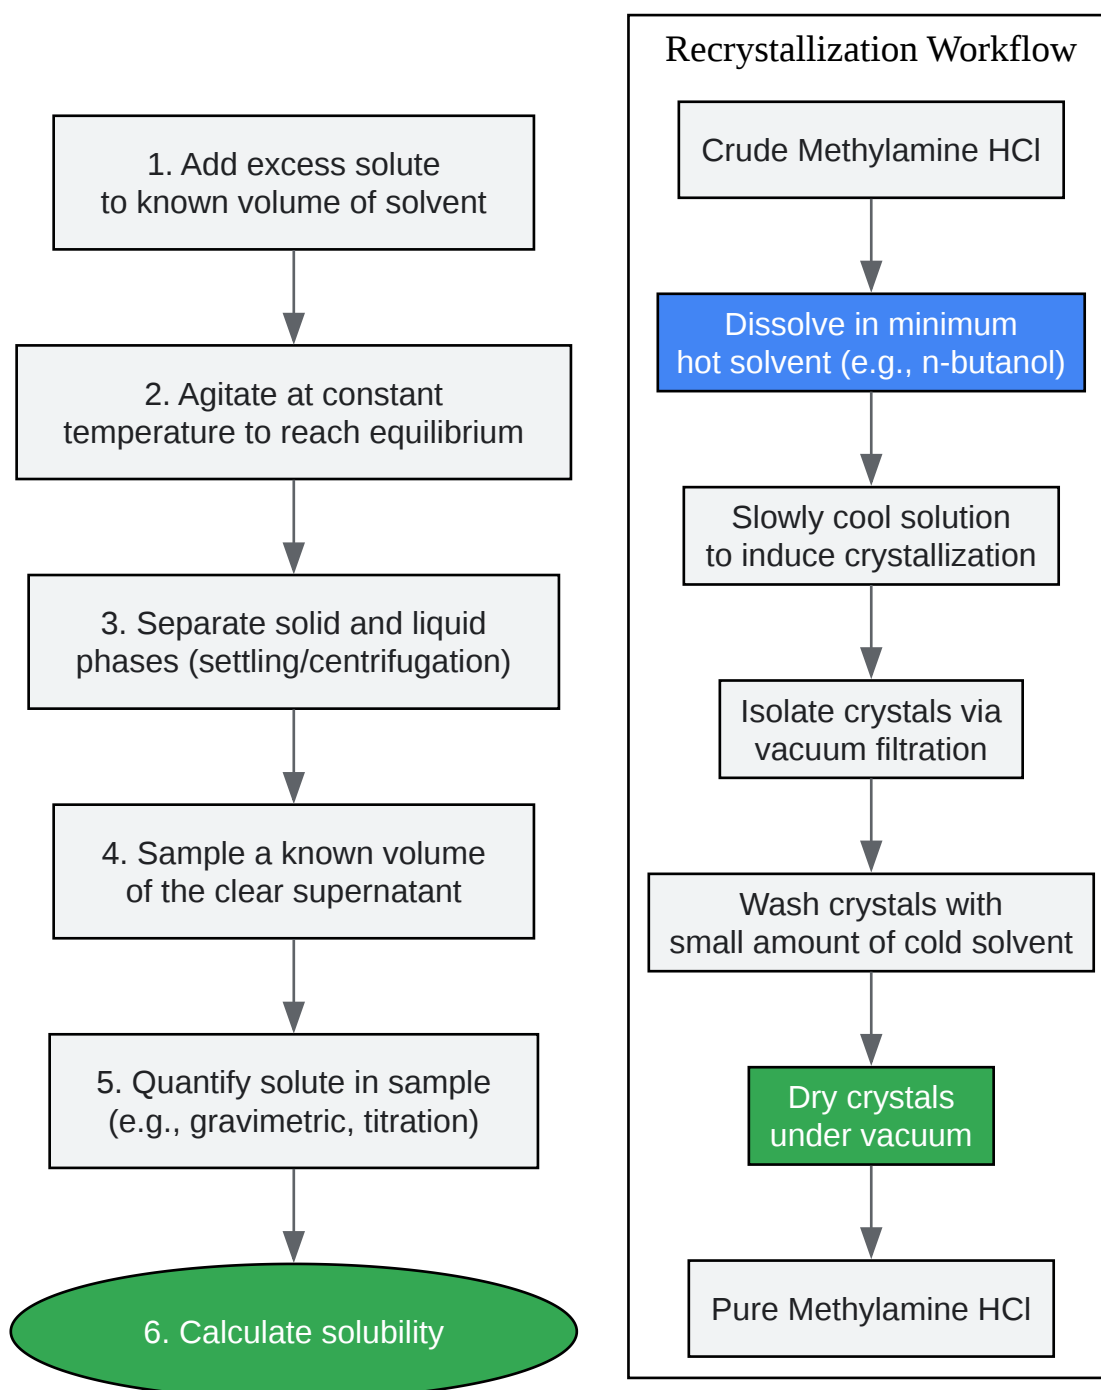 1. Add excess solute
to known volume of solvent
2. Agitate at constant
temperature to reach equilibrium
3. Separate solid and liquid
phases (settling/centrifugation)
4. Sample a known volume
of the clear supernatant
5. Quantify solute in sample
(e.g., gravimetric, titration)
6. Calculate solubility
Recrystallization Workflow
Crude Methylamine HCl
Dissolve in minimum
hot solvent (e.g., n-butanol)
Slowly cool solution
to induce crystallization
Isolate crystals via
vacuum filtration
Wash crystals with
small amount of cold solvent
Dry crystals
under vacuum
Pure Methylamine HCl